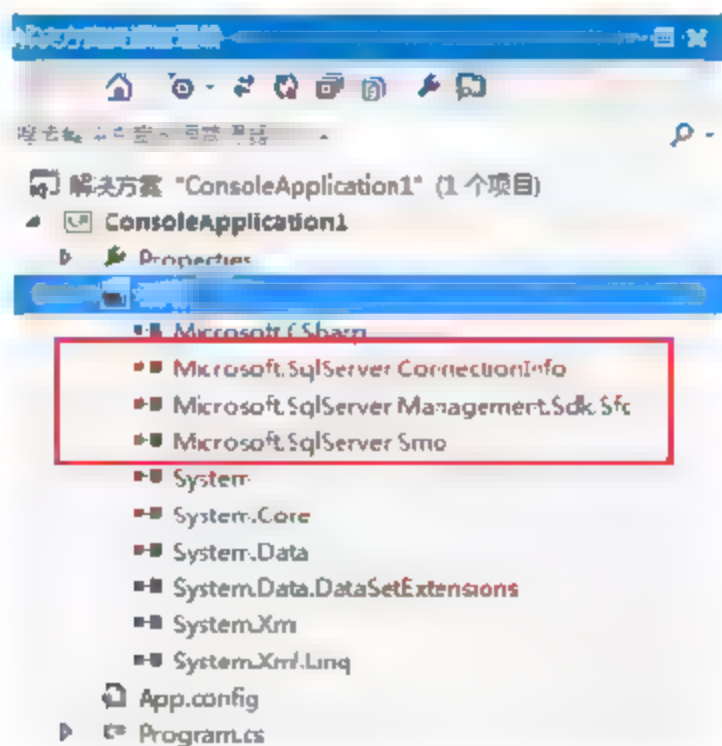 解决方案 "ConsoleApplication1" (1 个项目)
ConsoleApplication1
Properties
Microsoft.CSharp
Microsoft.SqlServer.ConnectionInfo
Microsoft.SqlServer.Management.Sdk.Sfc
Microsoft.SqlServer.Smo
System
System.Core
System.Data
System.Data.DataSetExtensions
System.Xml
System.Xml.Linq
App.config
Program.cs